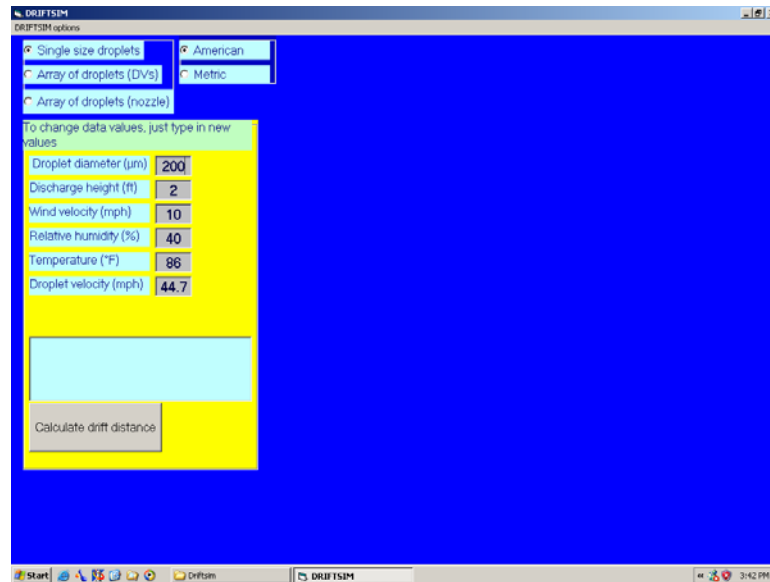 DRIFTSIM
DRIFTSIM options
Single size droplets
American
Array of droplets (DVs)
Metric
Array of droplets (nozzle)
To change data values, just type in new
values
Droplet diameter (µm) 200
Discharge height (ft) 2
Wind velocity (mph) 10
Relative humidity (%) 40
Temperature (°F) 86
Droplet velocity (mph) 44.7
Calculate drift distance
Start
Driftsim
DRIFTSIM
3:42 PM